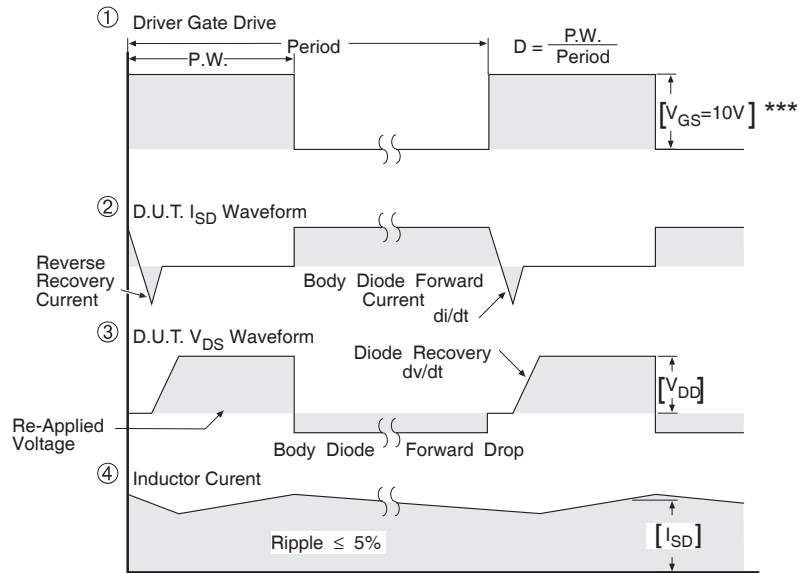 ① Driver Gate Drive
Period
P.W.
D = P.W. / Period
[VGS=10V] ***
② D.U.T. ISD Waveform
Reverse
Recovery
Current
Body Diode Forward
Current
di/dt
③ D.U.T. VDS Waveform
Diode Recovery
dv/dt
[VDD]
Re-Applied
Voltage
Body Diode Forward Drop
④ Inductor Curent
Ripple ≤ 5%
[ISD]